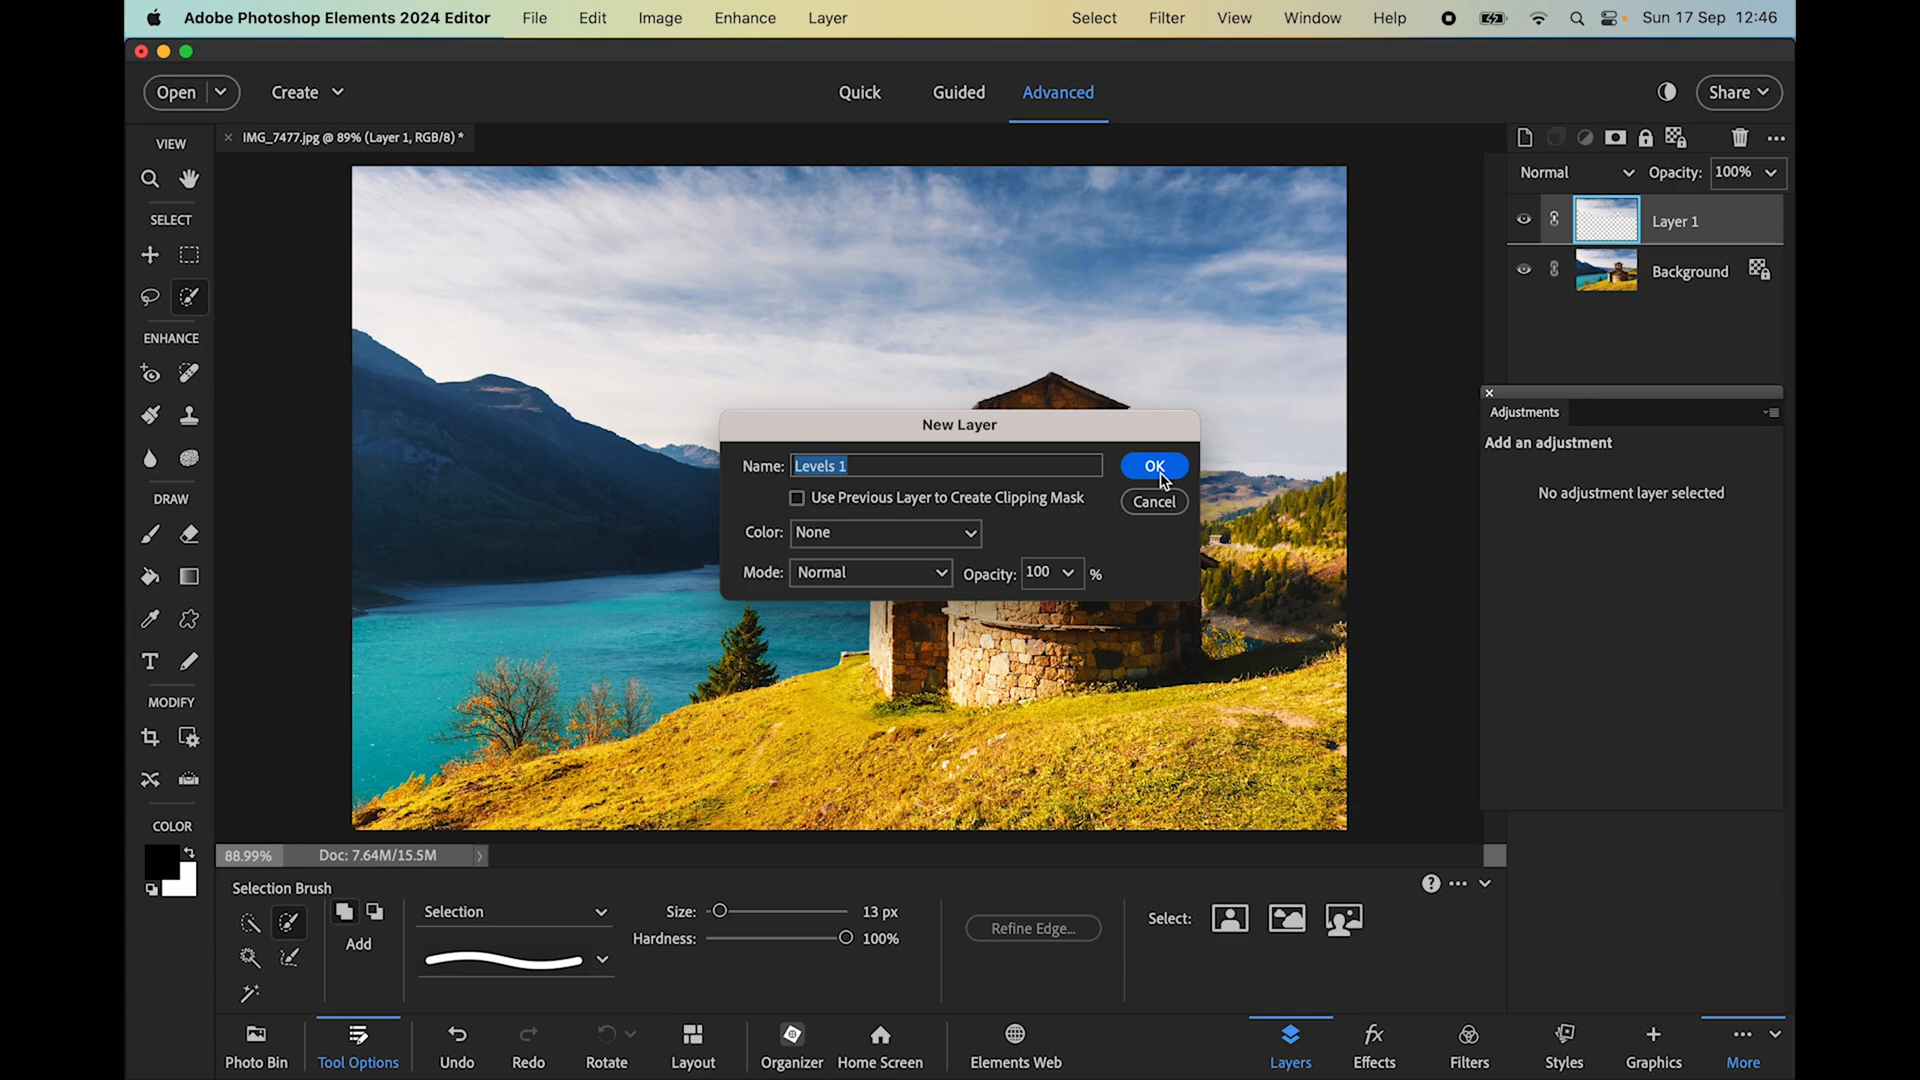 Adobe Photoshop Elements 2024 Editor File Edit Image Enhance Layer Select Filter View Window Help Sun 17 Sep 12:46
Open Create Quick Guided Advanced Share
VIEW
× IMG_7477.jpg @ 89% (Layer 1, RGB/8) *
Normal Opacity: 100%
SELECT
Layer 1
Background
ENHANCE
Adjustments
Add an adjustment
No adjustment layer selected
New Layer
Name: Levels 1 OK
Use Previous Layer to Create Clipping Mask Cancel
Color: None
Mode: Normal Opacity: 100 %
DRAW
MODIFY
COLOR
88.99% Doc: 7.64M/15.5M
Selection Brush
Add
Selection
Size: 13 px
Hardness: 100%
Refine Edge...
Select:
Photo Bin Tool Options Undo Redo Rotate Layout Organizer Home Screen Elements Web Layers Effects Filters Styles Graphics More